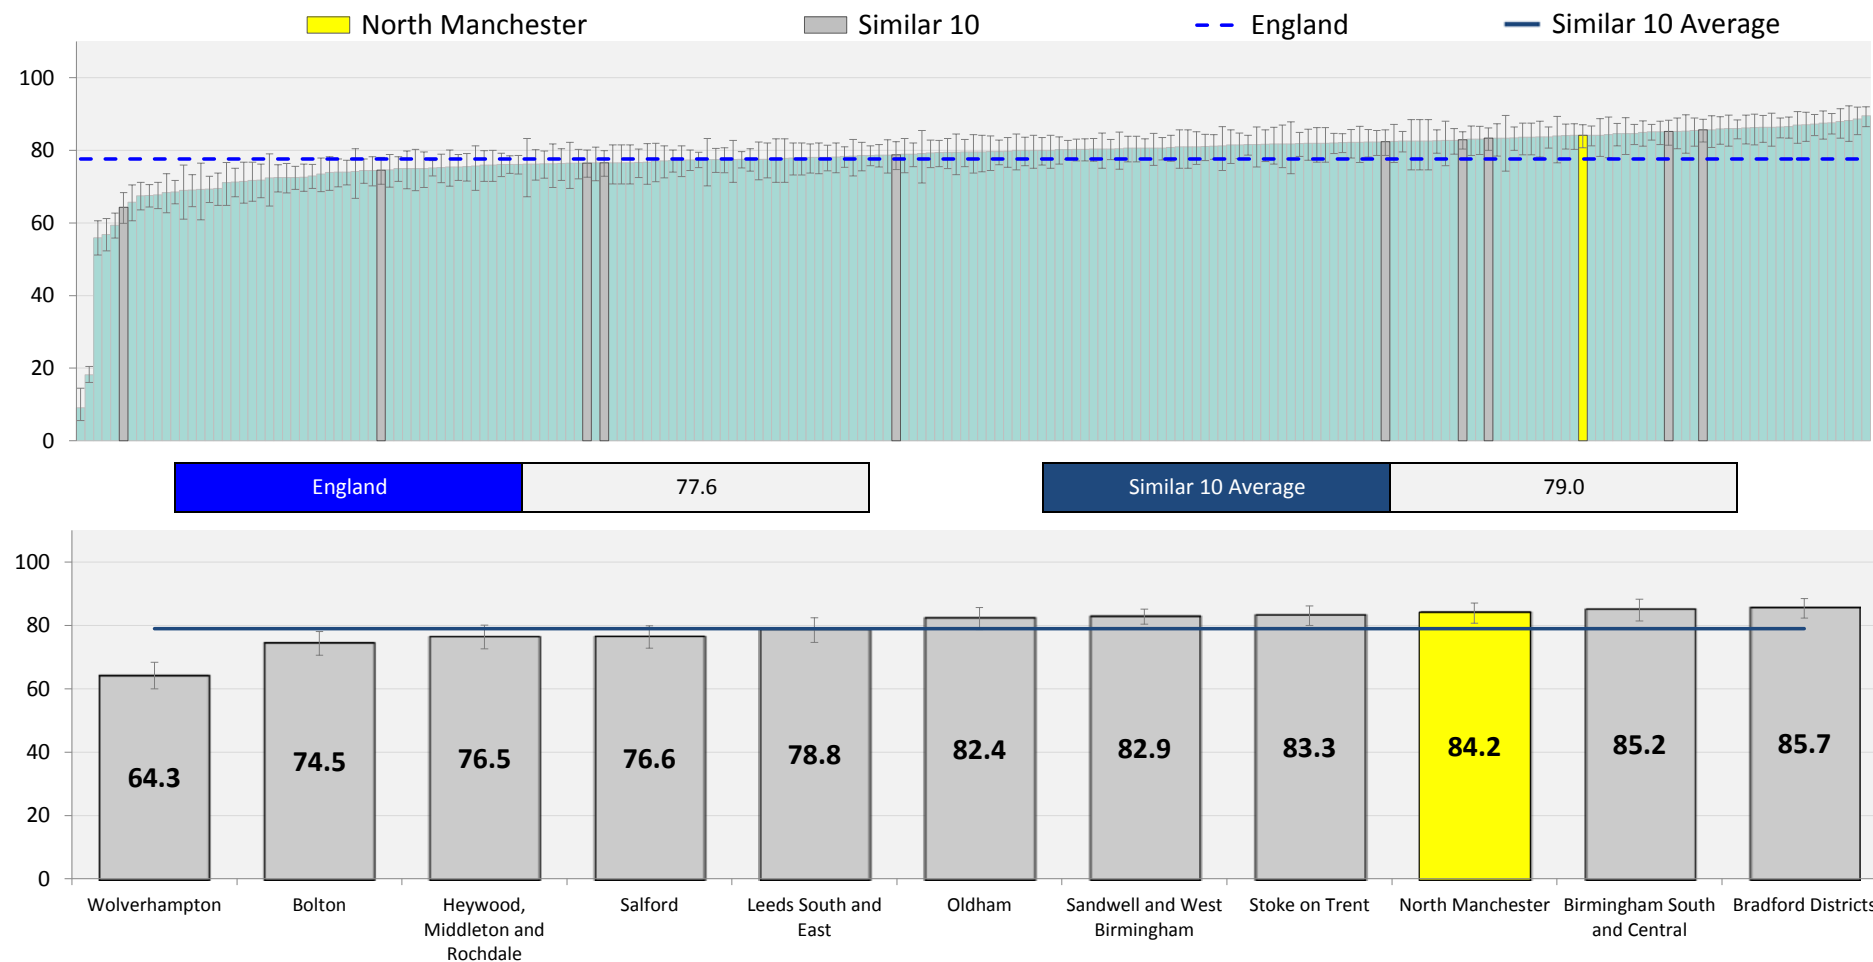 North Manchester
Similar 10
England
Similar 10 Average
100
80
60
40
20
0
England
77.6
Similar 10 Average
79.0
100
80
60
40
20
0
64.3
74.5
76.5
76.6
78.8
82.4
82.9
83.3
84.2
85.2
85.7
Wolverhampton
Bolton
Heywood,
Middleton and
Rochdale
Salford
Leeds South and
East
Oldham
Sandwell and West
Birmingham
Stoke on Trent
North Manchester
Birmingham South
and Central
Bradford Districts